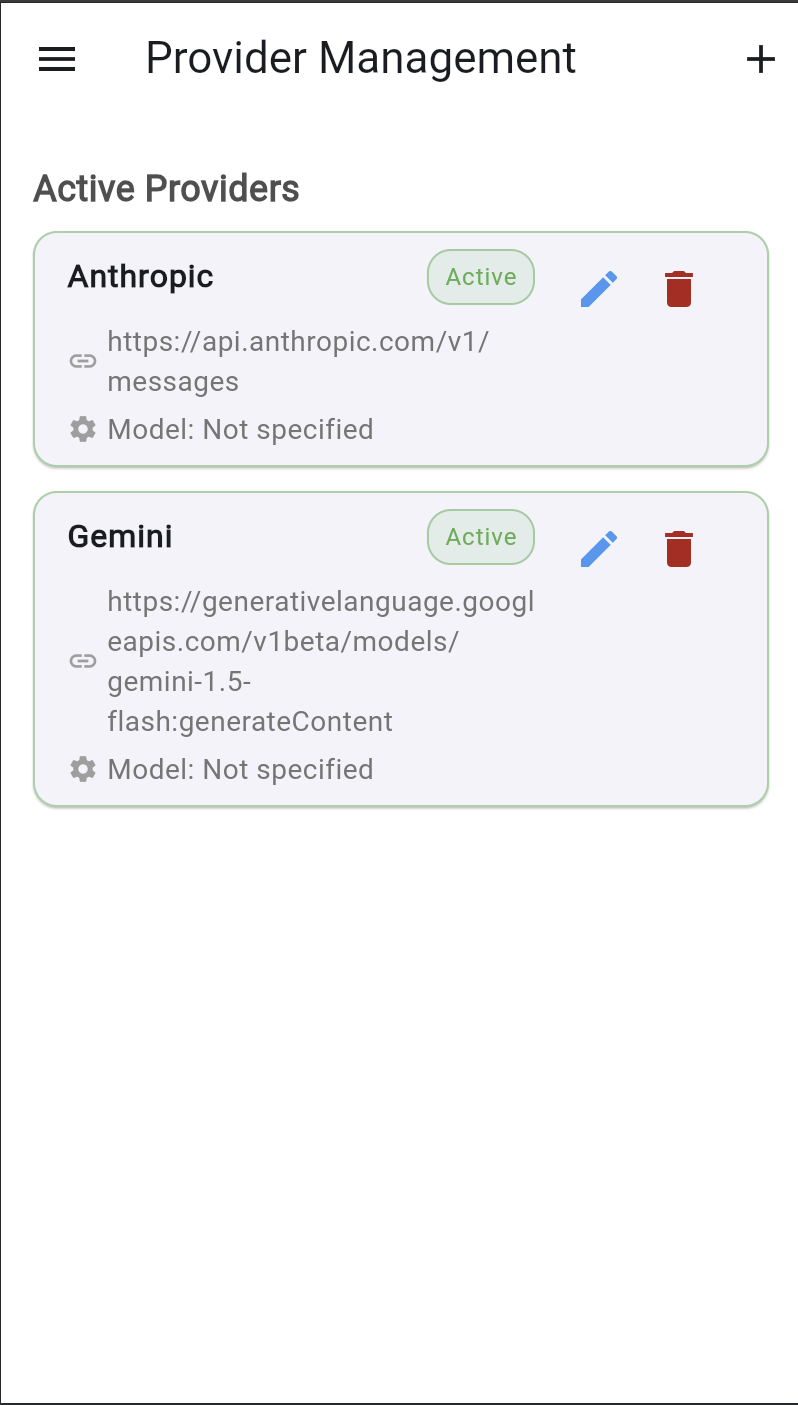 Provider Management
Active Providers
Anthropic
Active
https://api.anthropic.com/v1/
messages
Model: Not specified
Gemini
Active
https://generativelanguage.googl
eapis.com/v1beta/models/
gemini-1.5-
flash:generateContent
Model: Not specified